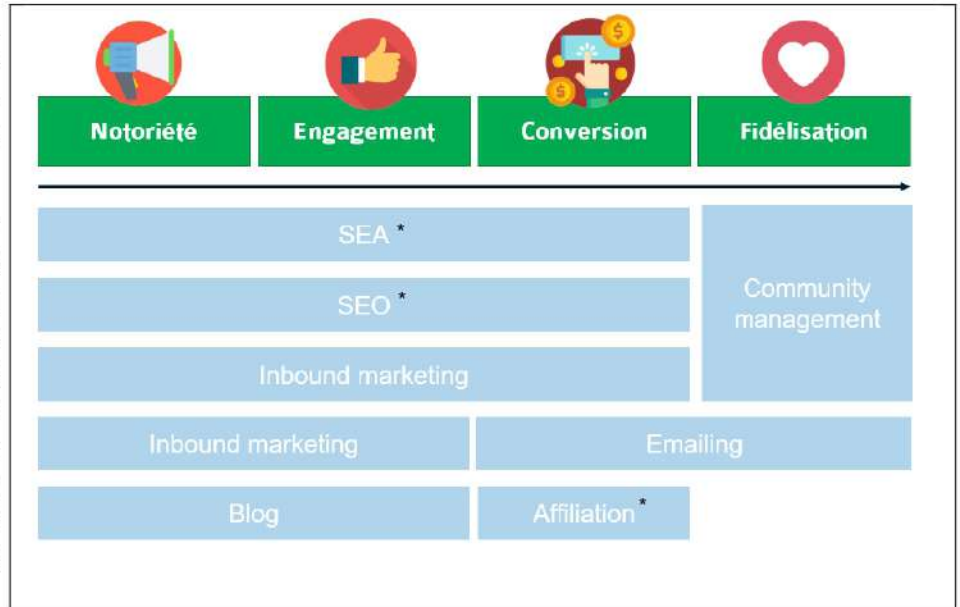 Notoriété
Engagement
Conversion
Fidélisation
SEA *
SEO *
Community
management
Inbound marketing
Inbound marketing
Emailing
Blog
Affiliation *